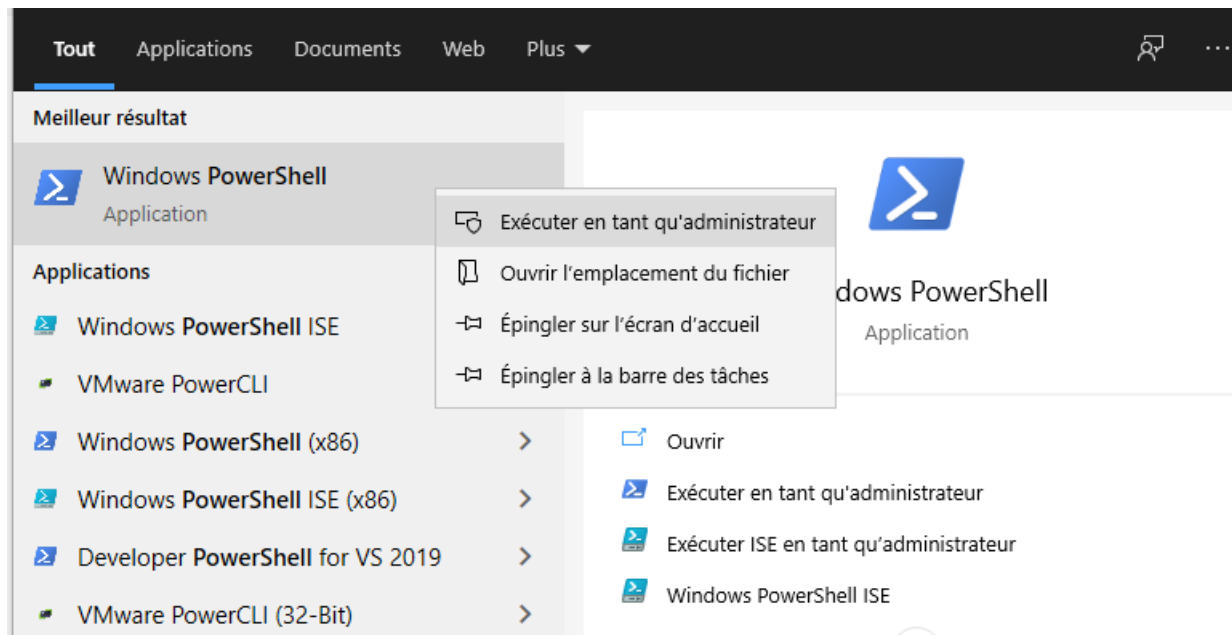 Tout Applications Documents Web Plus
Meilleur résultat
Windows PowerShell
Application
Exécuter en tant qu'administrateur
Ouvrir l'emplacement du fichier
Épingler sur l'écran d'accueil
Épingler à la barre des tâches
Applications
Windows PowerShell ISE
VMware PowerCLI
Windows PowerShell (x86)
Windows PowerShell ISE (x86)
Developer PowerShell for VS 2019
VMware PowerCLI (32-Bit)
dows PowerShell
Application
Ouvrir
Exécuter en tant qu'administrateur
Exécuter ISE en tant qu'administrateur
Windows PowerShell ISE